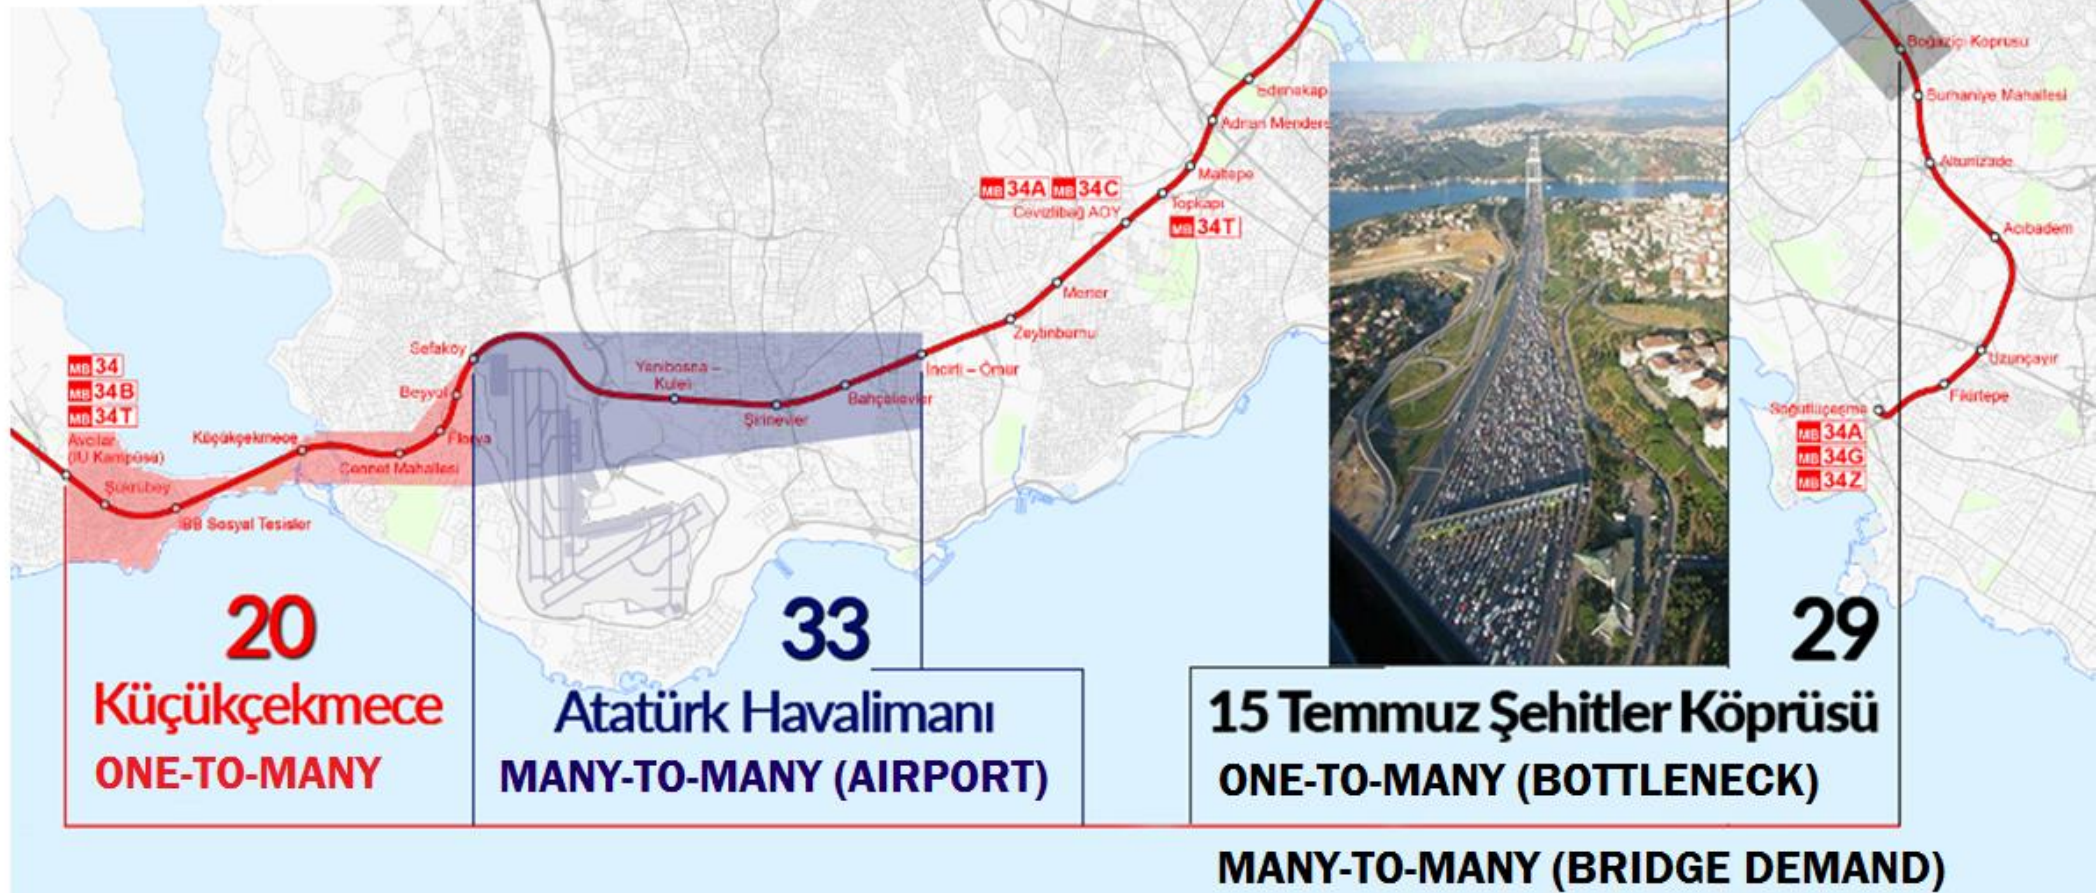 Boğaziçi Koprusu
Edirnekap
Burhaniye Mahallesi
Adnan Mendere
Altunizade
Maltepe
MB 34A MB 34C
Topkapı
Cevizlibağ AÖY
MB 34T
Acıbadem
Merter
Zeytinburnu
Sefaköy
Yenibosna –
Kuleli
İncirli – Ömür
Uzunçayır
MB 34
MB 34B
MB 34T
Beşyol
Bahçelievler
Fikirtepe
Şirinevler
Söğütlüçeşme
MB 34A
MB 34G
MB 34Z
Avcılar
(İÜ Kampüsü)
Küçükçekmece
Florya
Cennet Mahallesi
Şükrübey
İBB Sosyal Tesisler
20
33
29
Küçükçekmece
Atatürk Havalimanı
15 Temmuz Şehitler Köprüsü
ONE-TO-MANY
MANY-TO-MANY (AIRPORT)
ONE-TO-MANY (BOTTLENECK)
MANY-TO-MANY (BRIDGE DEMAND)